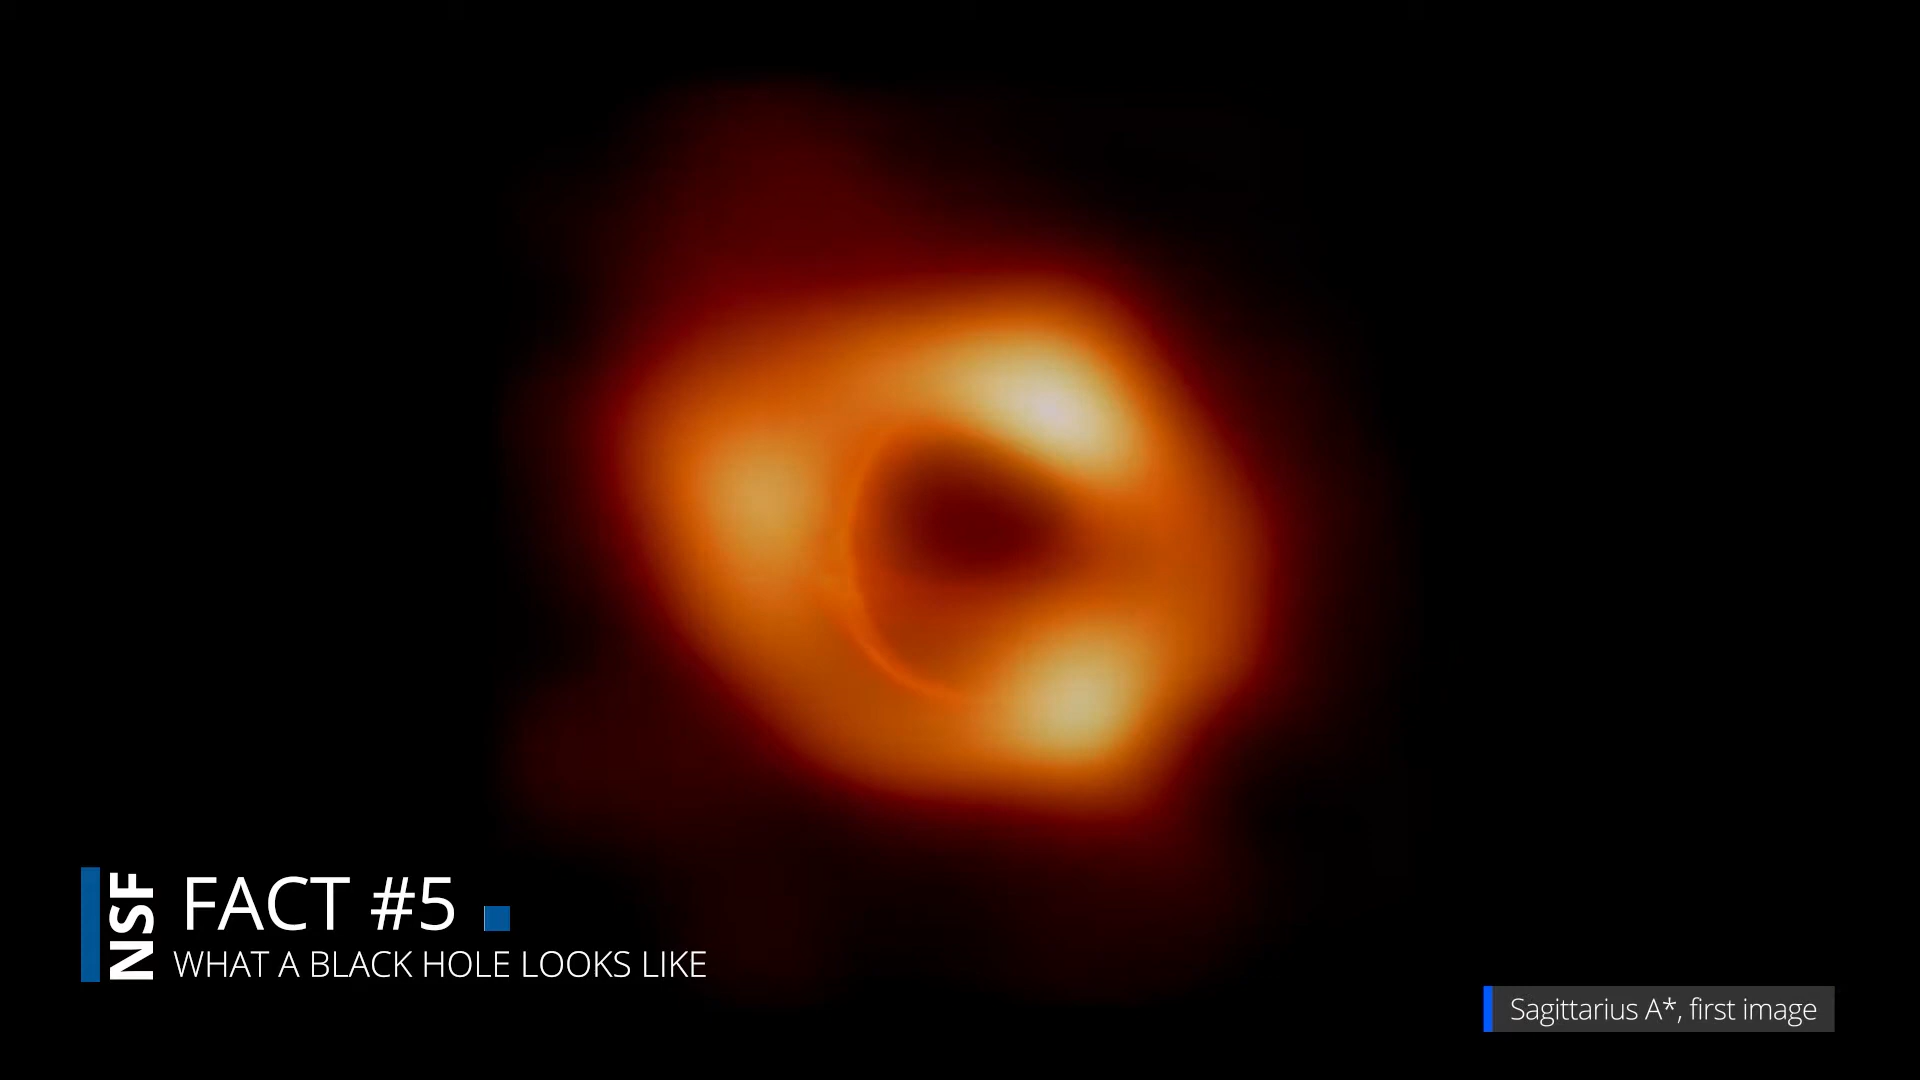 NSF
FACT #5
WHAT A BLACK HOLE LOOKS LIKE
Sagittarius A*, first image